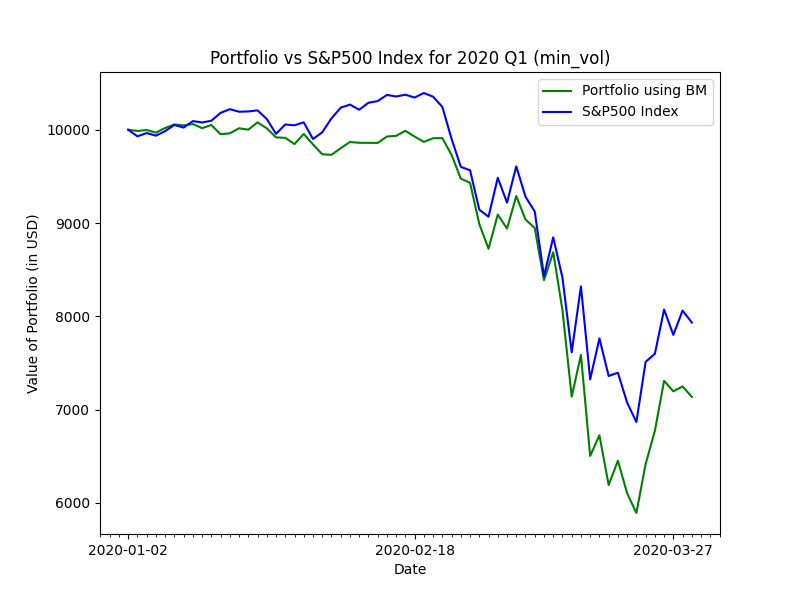 Portfolio vs S&P500 Index for 2020 Q1 (min_vol)
Portfolio using BM
S&P500 Index
Value of Portfolio (in USD)
10000
9000
8000
7000
6000
2020-01-02 2020-02-18 2020-03-27
Date